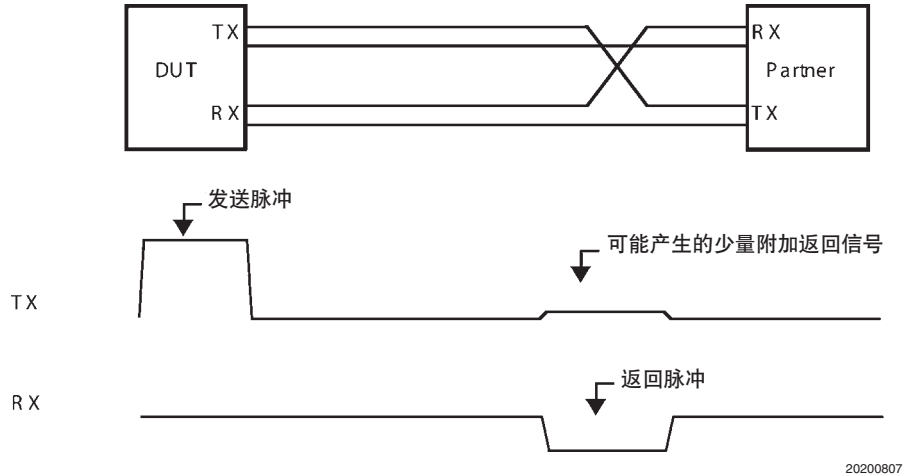 TX
RX
DUT
Partner
RX
TX
发送脉冲
可能产生的少量附加返回信号
TX
返回脉冲
RX
20200807